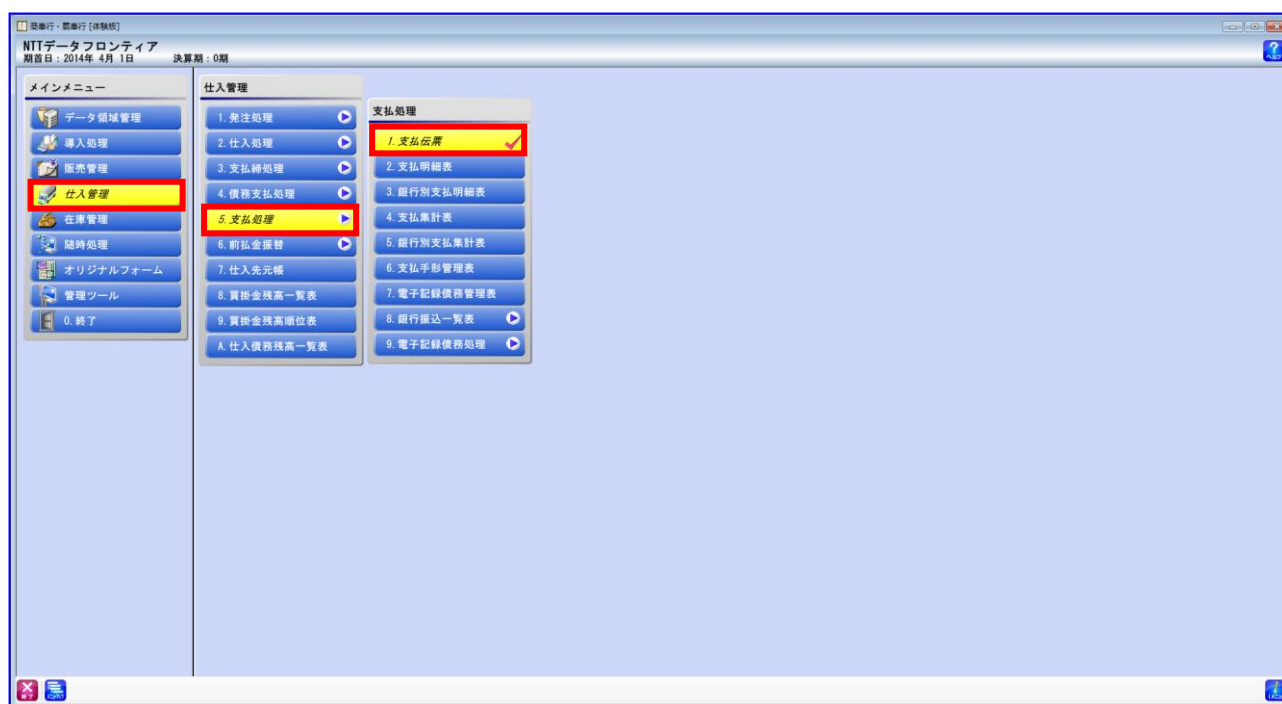 商奉行・蔵奉行 [体験版]
NTTデータフロンティア
期首日:2014年 4月 1日 決算期:0期
ヘルプ
メインメニュー
データ領域管理
導入処理
販売管理
仕入管理
在庫管理
随時処理
オリジナルフォーム
管理ツール
0.終了
仕入管理
1.発注処理
2.仕入処理
3.支払締処理
4.債務支払処理
5.支払処理
6.前払金振替
7.仕入先元帳
8.買掛金残高一覧表
9.買掛金残高順位表
A.仕入債務残高一覧表
支払処理
1.支払伝票
2.支払明細表
3.銀行別支払明細表
4.支払集計表
5.銀行別支払集計表
6.支払手形管理表
7.電子記録債務管理表
8.銀行振込一覧表
9.電子記録債務処理
終了